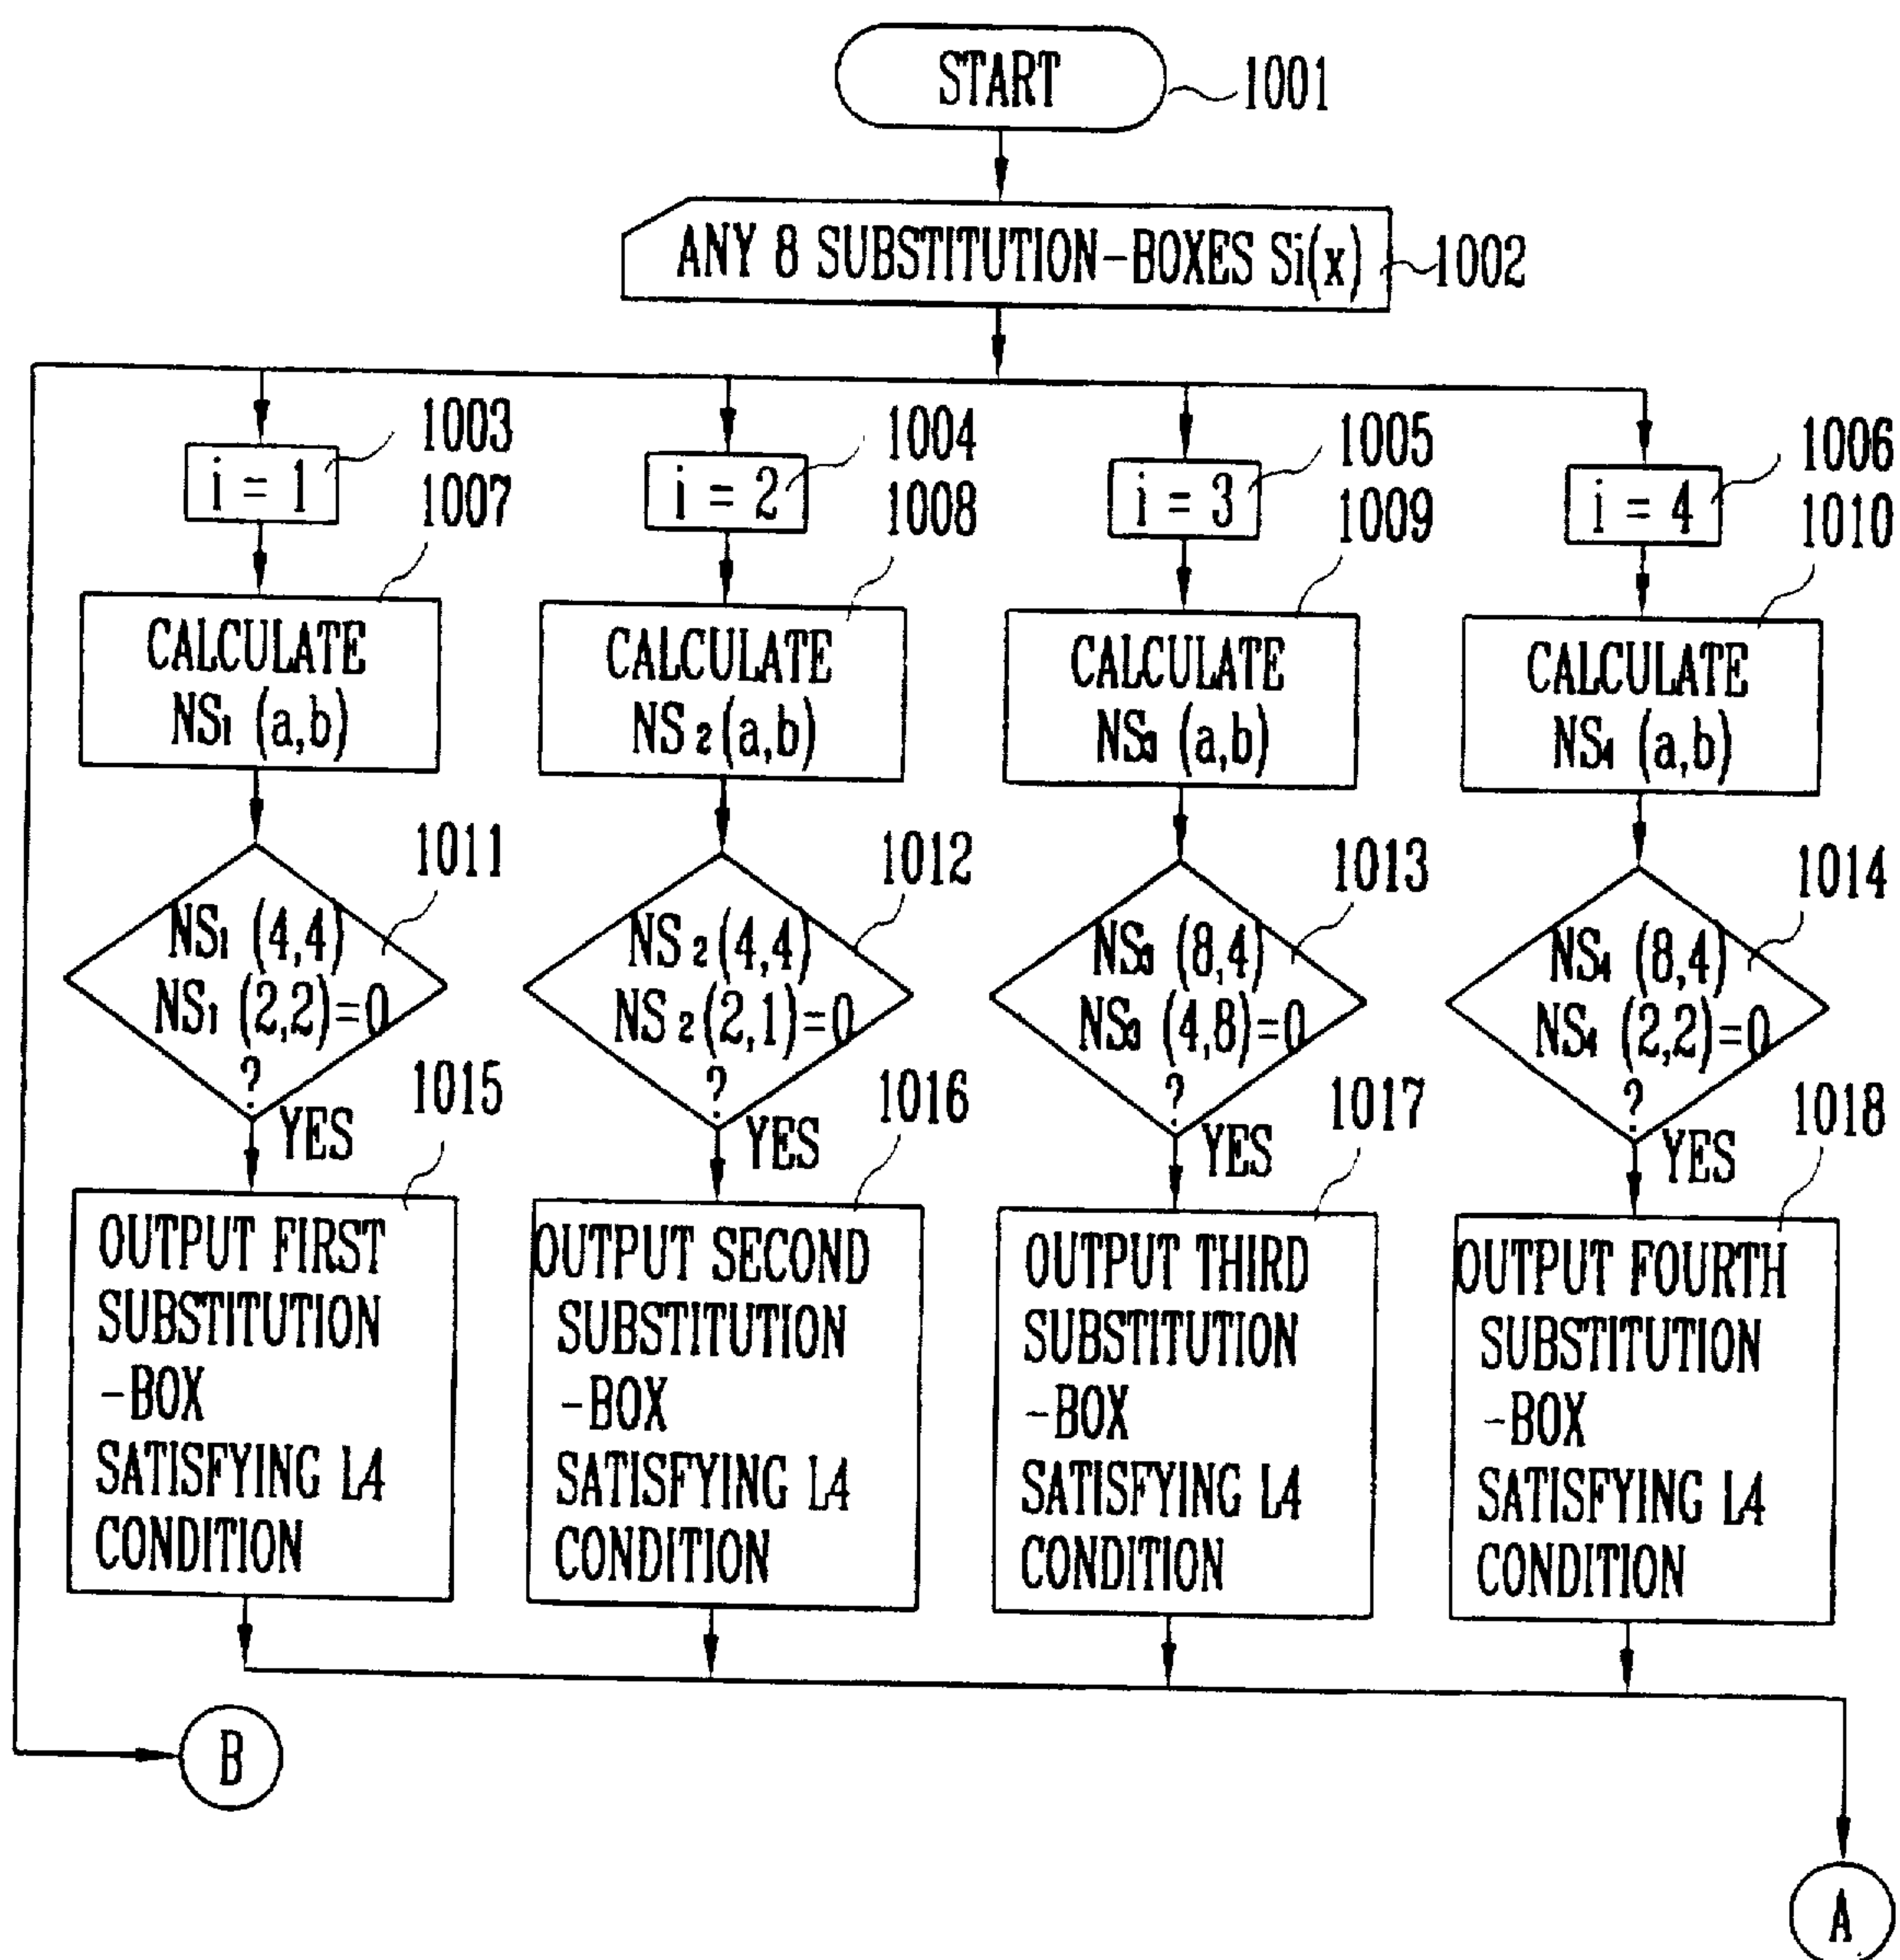 START
1001
ANY 8 SUBSTITUTION-BOXES Si(x)
1002
1003
i = 1
1007
1004
i = 2
1008
1005
i = 3
1009
1006
i = 4
1010
CALCULATE
NS1 (a,b)
CALCULATE
NS2 (a,b)
CALCULATE
NS3 (a,b)
CALCULATE
NS4 (a,b)
1011
NS1 (4,4)
NS1 (2,2)=0
?
YES
1012
NS2 (4,4)
NS2 (2,1)=0
?
YES
1013
NS3 (8,4)
NS3 (4,8)=0
?
YES
1014
NS4 (8,4)
NS4 (2,2)=0
?
YES
1015
OUTPUT FIRST
SUBSTITUTION
-BOX
SATISFYING L4
CONDITION
1016
OUTPUT SECOND
SUBSTITUTION
-BOX
SATISFYING L4
CONDITION
1017
OUTPUT THIRD
SUBSTITUTION
-BOX
SATISFYING L4
CONDITION
1018
OUTPUT FOURTH
SUBSTITUTION
-BOX
SATISFYING L4
CONDITION
B
A